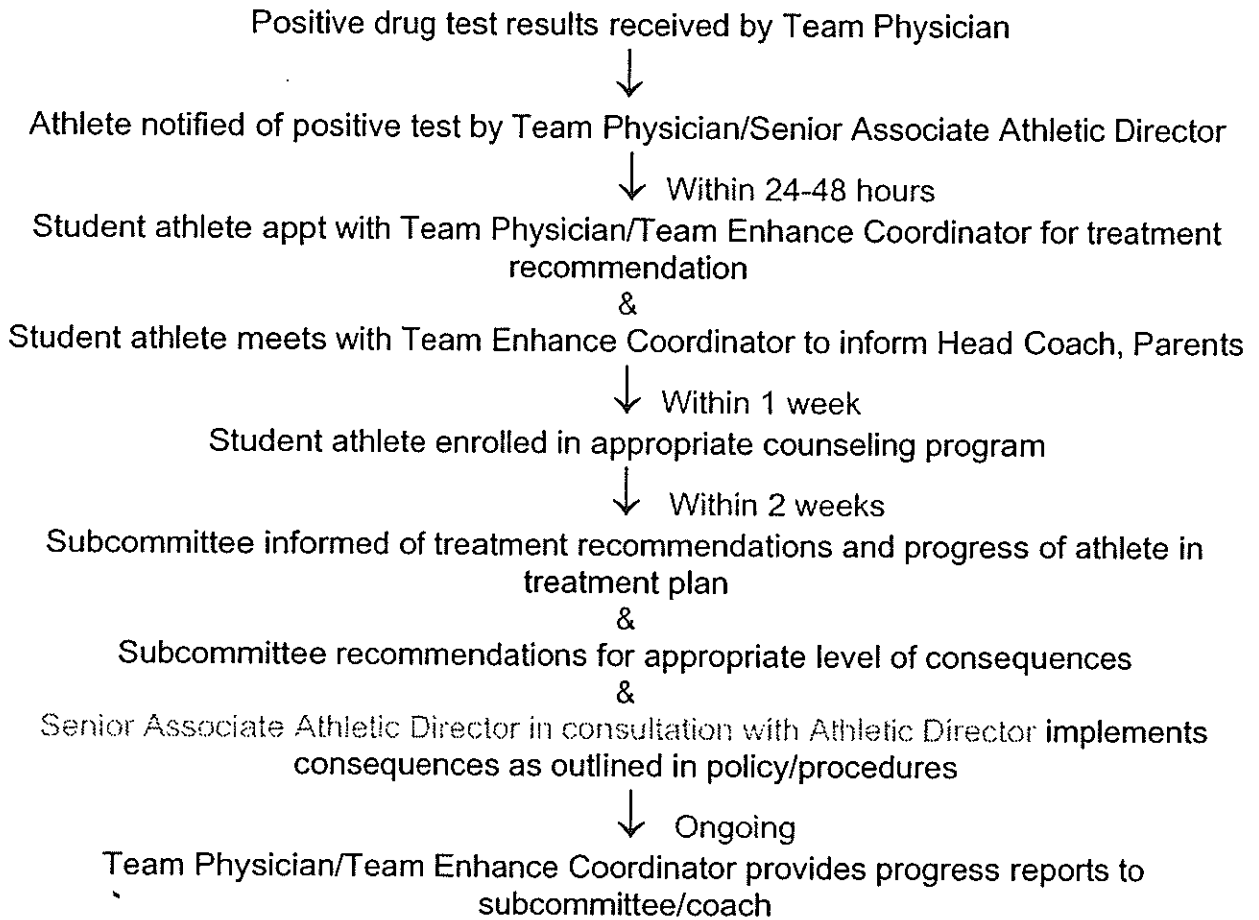 Positive drug test results received by Team Physician
Athlete notified of positive test by Team Physician/Senior Associate Athletic Director
Within 24-48 hours
Student athlete appt with Team Physician/Team Enhance Coordinator for treatment
recommendation
&
Student athlete meets with Team Enhance Coordinator to inform Head Coach, Parents
Within 1 week
Student athlete enrolled in appropriate counseling program
Within 2 weeks
Subcommittee informed of treatment recommendations and progress of athlete in
treatment plan
&
Subcommittee recommendations for appropriate level of consequences
&
Senior Associate Athletic Director in consultation with Athletic Director implements
consequences as outlined in policy/procedures
Ongoing
Team Physician/Team Enhance Coordinator provides progress reports to
subcommittee/coach